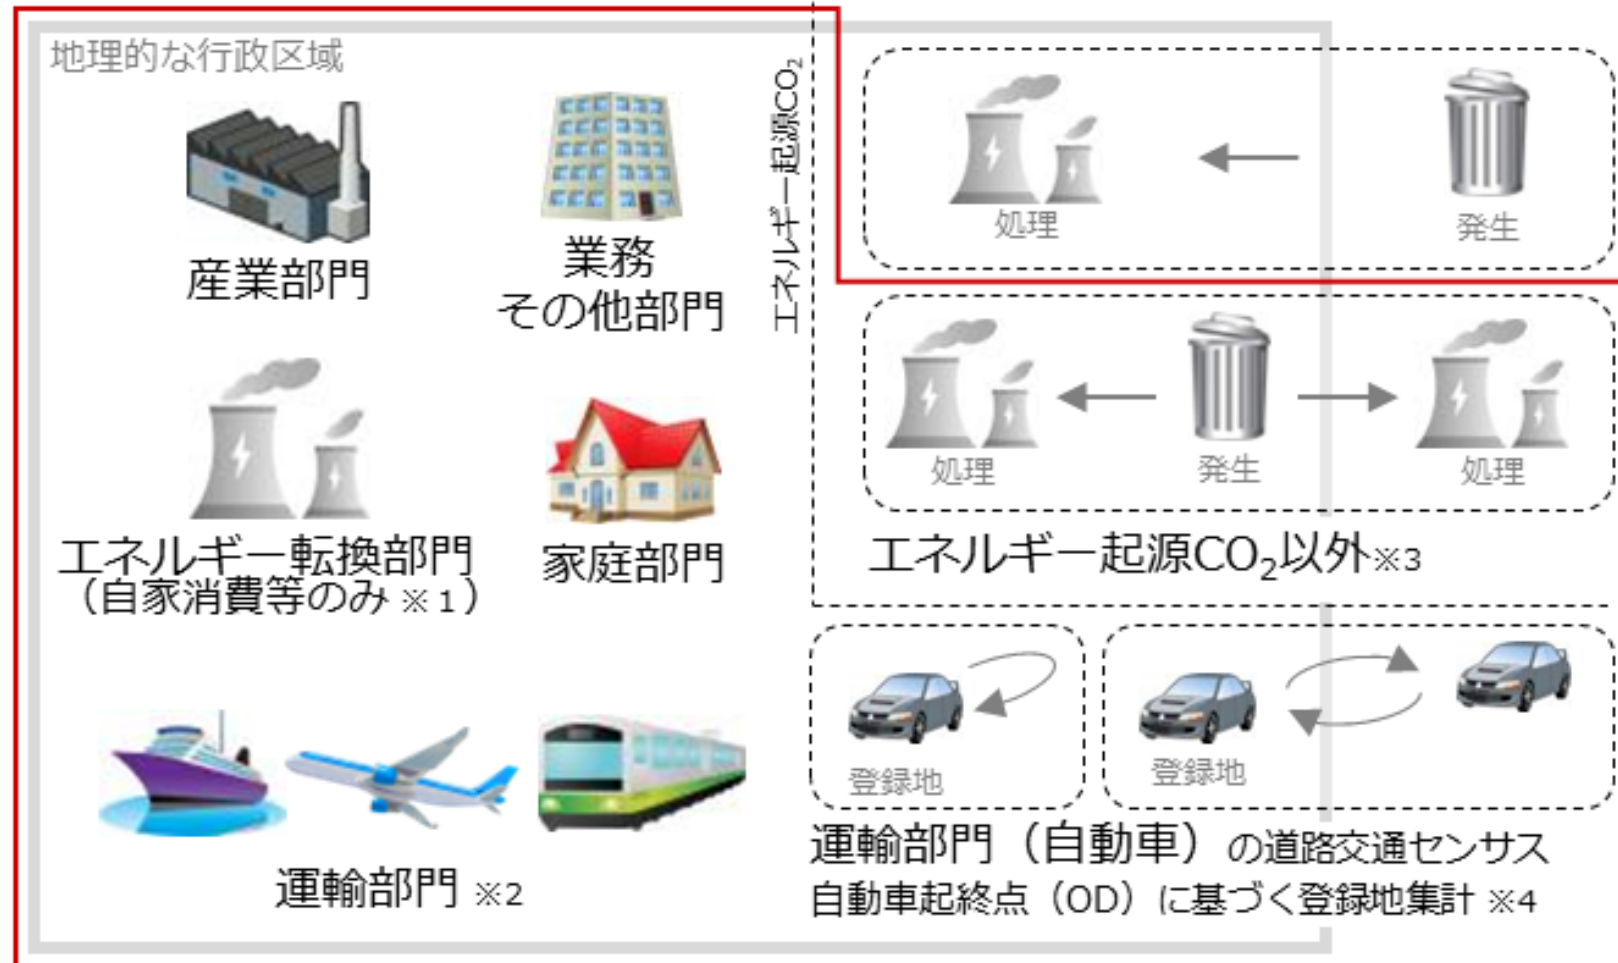 地理的な行政区域
産業部門
業務
その他部門
エネルギー転換部門
（自家消費等のみ ※１）
家庭部門
運輸部門 ※2
エネルギー起源CO₂
処理
発生
処理
発生
処理
エネルギー起源CO₂以外※3
登録地
登録地
運輸部門（自動車）の道路交通センサス
自動車起終点（OD）に基づく登録地集計 ※4